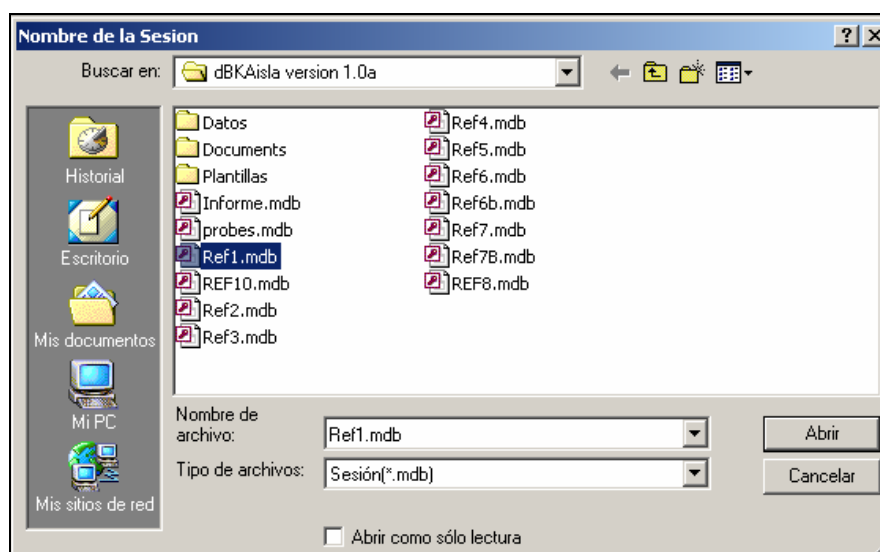 Nombre de la Sesion
Buscar en: dBKAisla version 1.0a
Historial
Escritorio
Mis documentos
Mi PC
Mis sitios de red
Datos
Documents
Plantillas
Informe.mdb
probes.mdb
Ref1.mdb
REF10.mdb
Ref2.mdb
Ref3.mdb
Ref4.mdb
Ref5.mdb
Ref6.mdb
Ref6b.mdb
Ref7.mdb
Ref7B.mdb
REF8.mdb
Nombre de
archivo: Ref1.mdb
Abrir
Tipo de archivos: Sesión(*.mdb)
Cancelar
Abrir como sólo lectura